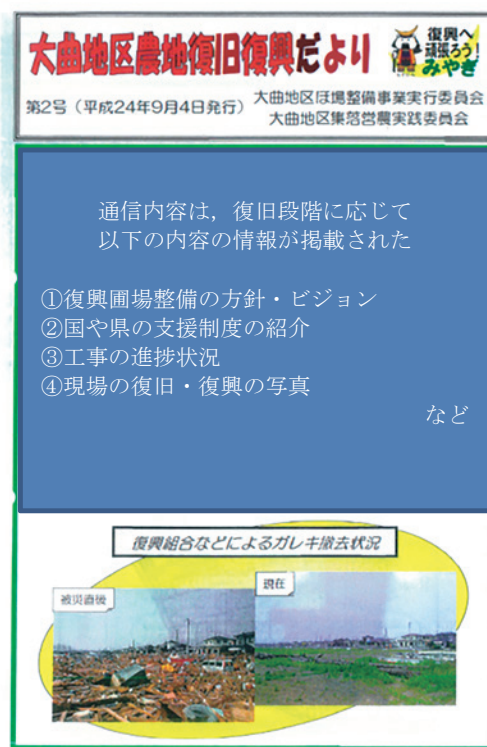 大曲地区農地復旧復興だより
復興へ
頑張ろう!
みやぎ
第2号(平成24年9月4日発行)
大曲地区ほ場整備事業実行委員会
大曲地区集落営農実践委員会
通信内容は,復旧段階に応じて
以下の内容の情報が掲載された
①復興圃場整備の方針・ビジョン
②国や県の支援制度の紹介
③工事の進捗状況
④現場の復旧・復興の写真
など
復興組合などによるガレキ撤去状況
被災直後
現在